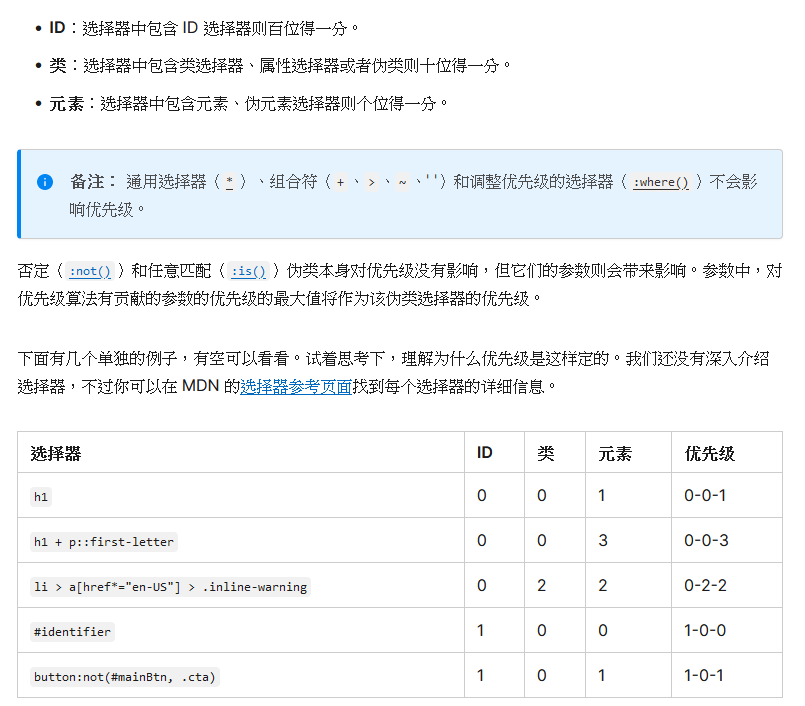 • ID：选择器中包含 ID 选择器则百位得一分。
• 类：选择器中包含类选择器、属性选择器或者伪类则十位得一分。
• 元素：选择器中包含元素、伪元素选择器则个位得一分。
备注： 通用选择器（*）、组合符（+、>、~、' '）和调整优先级的选择器（:where()）不会影
响优先级。
否定（:not()）和任意匹配（:is()）伪类本身对优先级没有影响，但它们的参数则会带来影响。参数中，对
优先级算法有贡献的参数的优先级的最大值将作为该伪类选择器的优先级。
下面有几个单独的例子，有空可以看看。试着思考下，理解为什么优先级是这样定的。我们还没有深入介绍
选择器，不过你可以在 MDN 的选择器参考页面找到每个选择器的详细信息。
选择器 ID 类 元素 优先级
h1 0 0 1 0-0-1
h1 + p::first-letter 0 0 3 0-0-3
li > a[href*="en-US"] > .inline-warning 0 2 2 0-2-2
#identifier 1 0 0 1-0-0
button:not(#mainBtn, .cta) 1 0 1 1-0-1